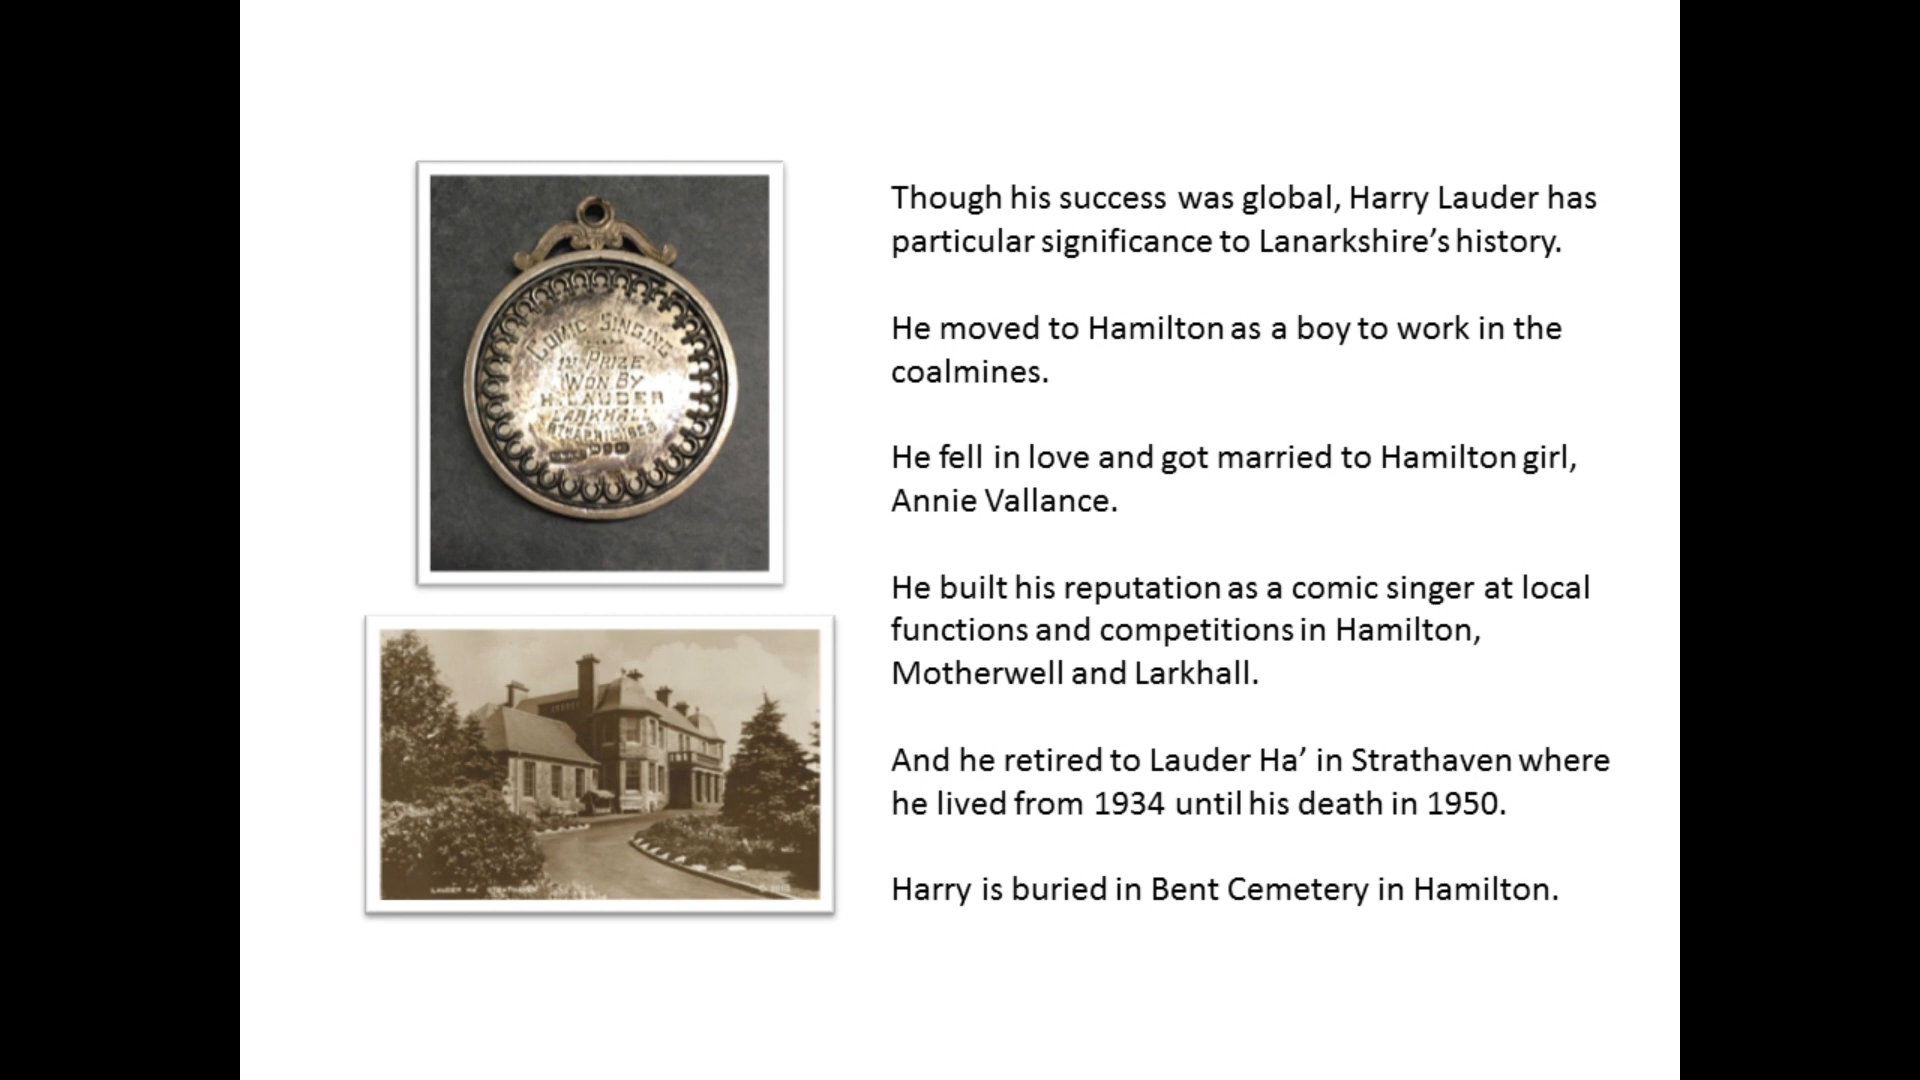 COMIC SINGING
1ST PRIZE
WON BY
H. LAUDER
LARKHALL
LAUDER HA' STRATHAVEN
Though his success was global, Harry Lauder has
particular significance to Lanarkshire’s history.
He moved to Hamilton as a boy to work in the
coalmines.
He fell in love and got married to Hamilton girl,
Annie Vallance.
He built his reputation as a comic singer at local
functions and competitions in Hamilton,
Motherwell and Larkhall.
And he retired to Lauder Ha’ in Strathaven where
he lived from 1934 until his death in 1950.
Harry is buried in Bent Cemetery in Hamilton.